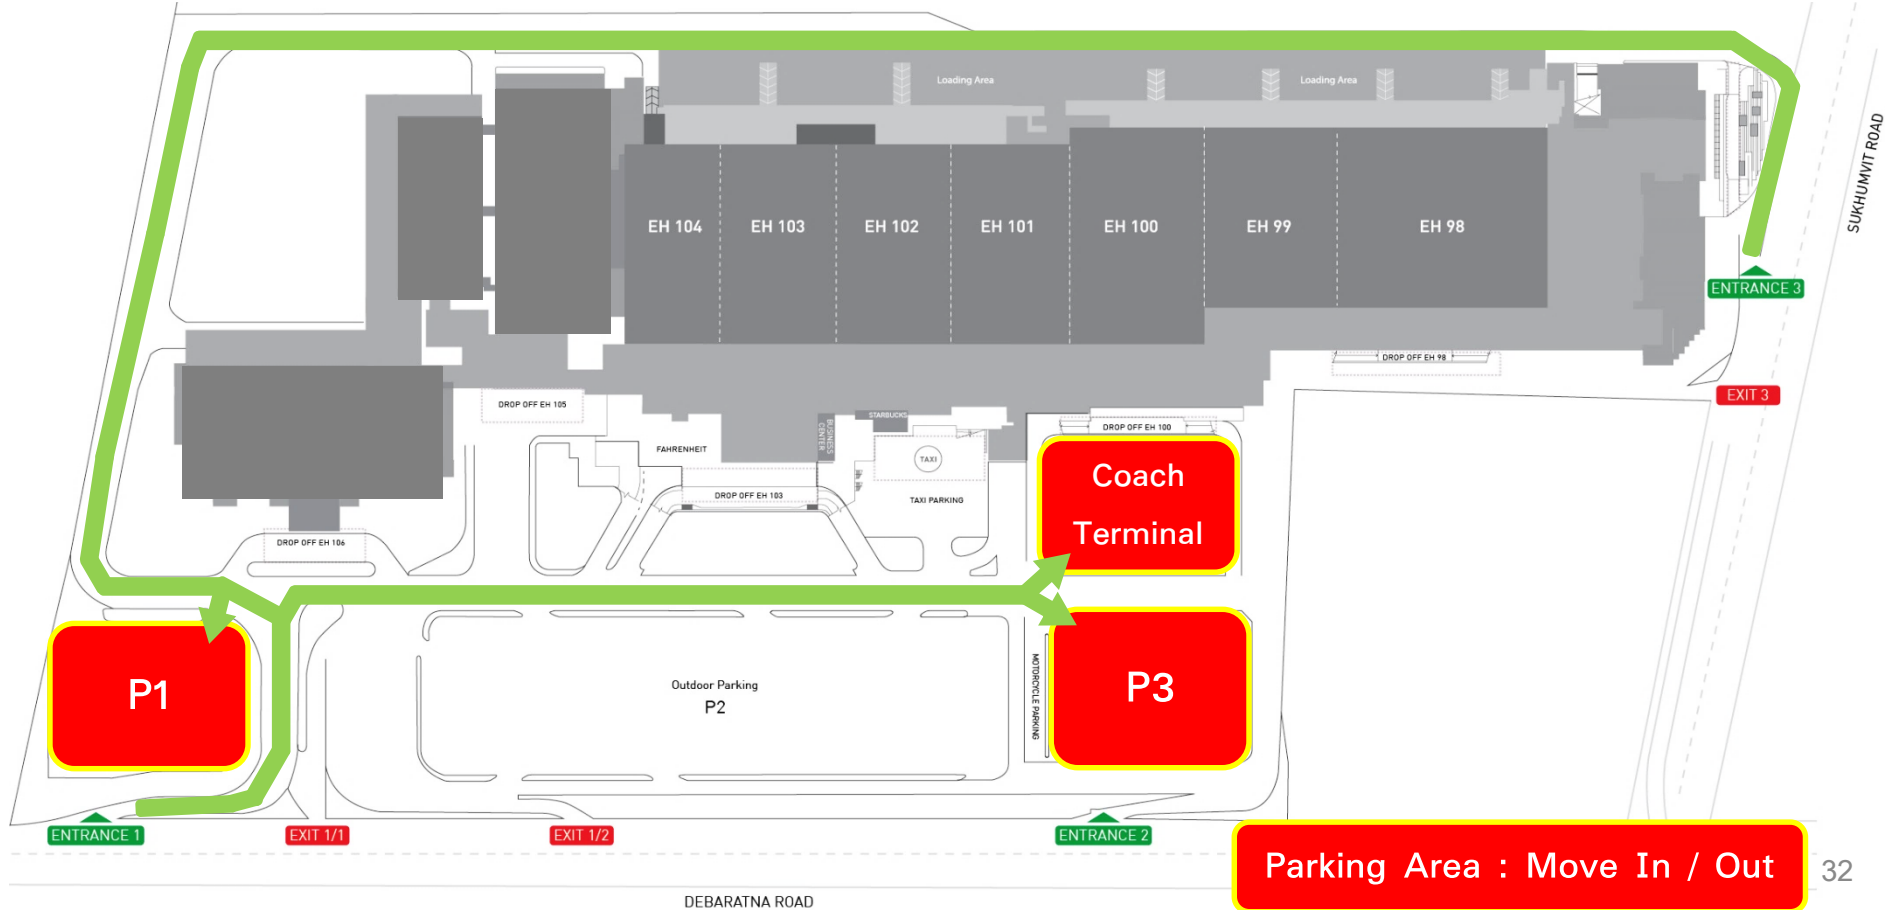 Loading Area
Loading Area
SUKHUMVIT ROAD
EH 104
EH 103
EH 102
EH 101
EH 100
EH 99
EH 98
ENTRANCE 3
DROP OFF EH 98
EXIT 3
DROP OFF EH 105
STARBUCKS
BUSINESS
CENTER
DROP OFF EH 100
FAHRENHEIT
TAXI
Coach
Terminal
DROP OFF EH 103
TAXI PARKING
DROP OFF EH 106
P1
Outdoor Parking
P2
MOTORCYCLE PARKING
P3
ENTRANCE 1
EXIT 1/1
EXIT 1/2
ENTRANCE 2
Parking Area : Move In / Out
32
DEBARATNA ROAD